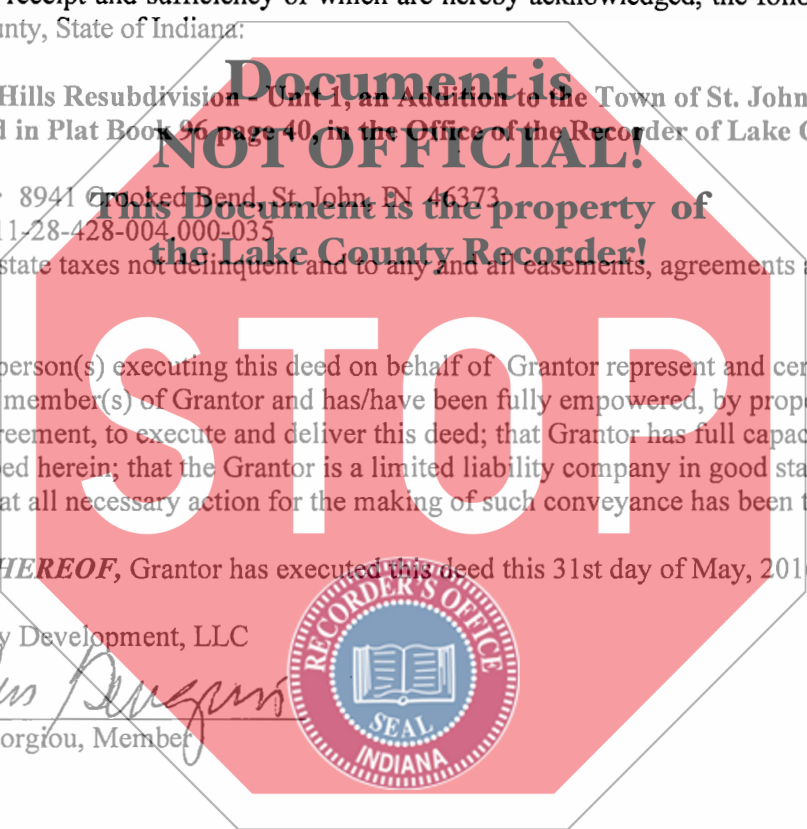 receipt and sufficiency of which are hereby acknowledged, the follo
unty, State of Indiana:
Document is
Hills Resubdivision - Unit 1, an Addition to the Town of St. John
d in Plat Book 96 page 40, in the Office of the Recorder of Lake C
NOT OFFICIAL!
8941 Crooked Bend, St. John, IN 46373
This Document is the property of
11-28-428-004.000-035
the Lake County Recorder!
state taxes not delinquent and to any and all easements, agreements a
STOP
person(s) executing this deed on behalf of Grantor represent and cer
member(s) of Grantor and has/have been fully empowered, by prope
reement, to execute and deliver this deed; that Grantor has full capac
ed herein; that the Grantor is a limited liability company in good sta
at all necessary action for the making of such conveyance has been t
HEREOF, Grantor has executed this deed this 31st day of May, 201
y Development, LLC
orgiou, Member
RECORDER'S OFFICE
SEAL
INDIANA